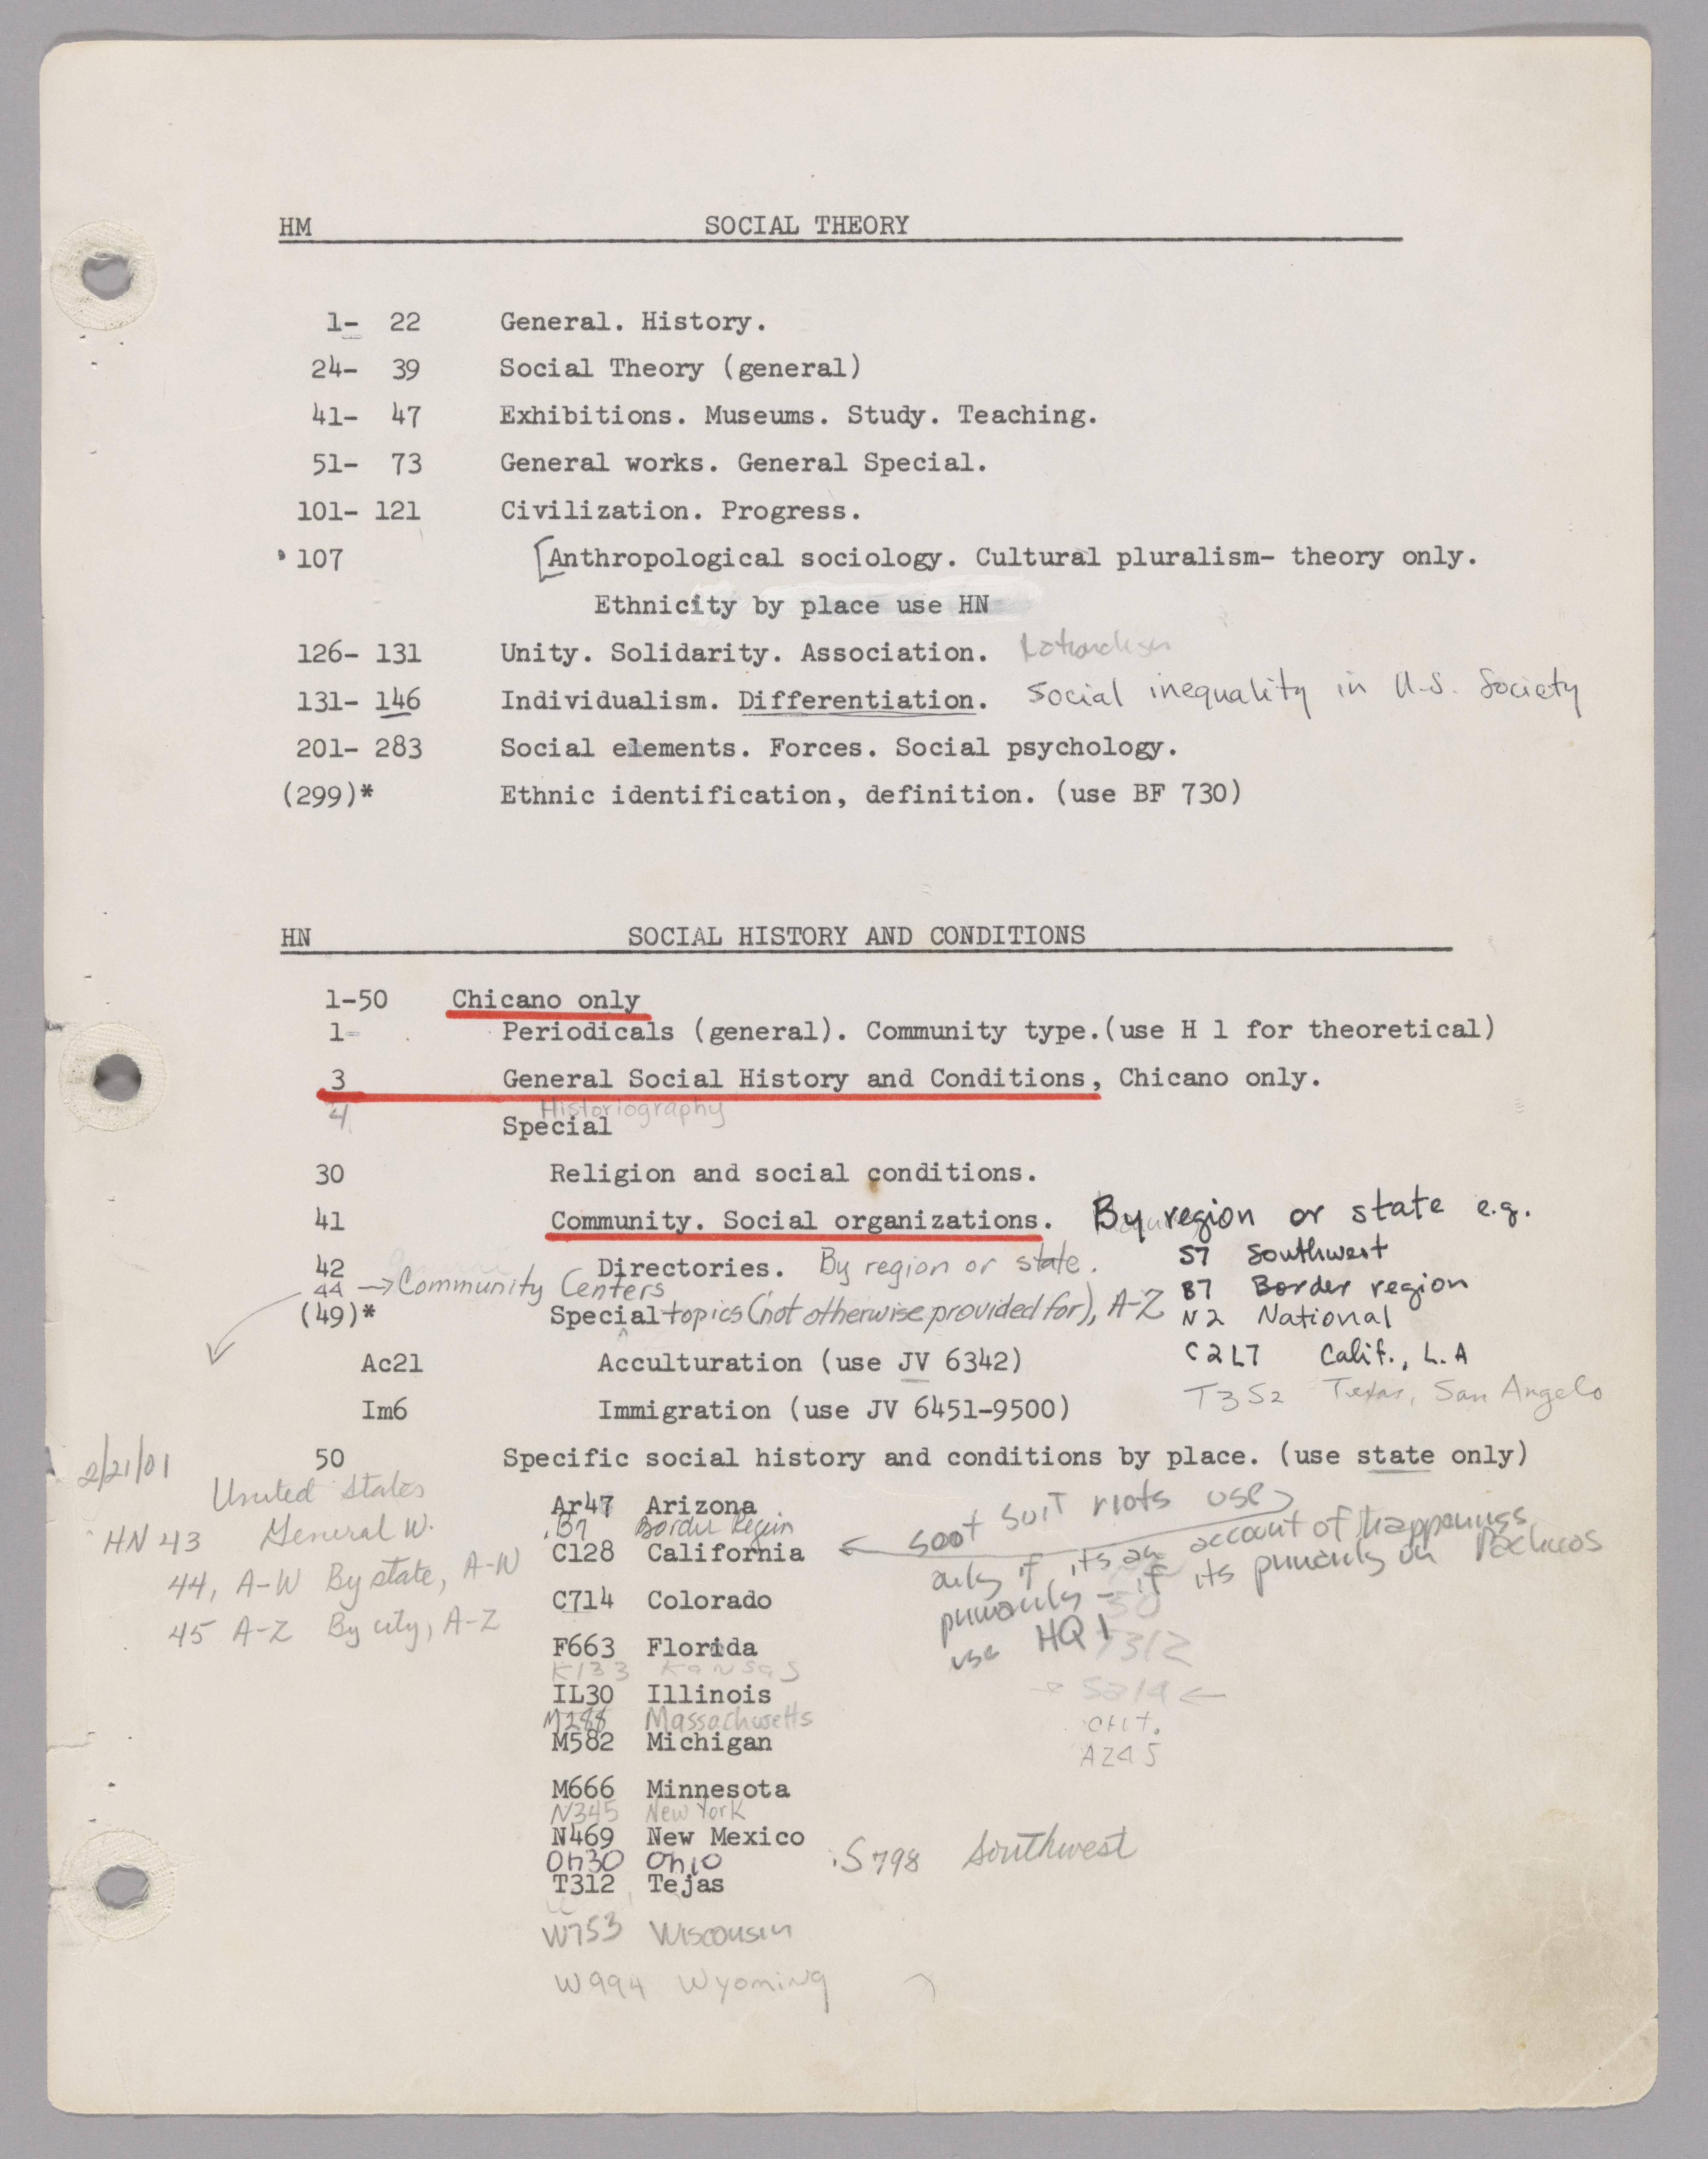 HM SOCIAL THEORY
1- 22 General. History.
24- 39 Social Theory (general)
41- 47 Exhibitions. Museums. Study. Teaching.
51- 73 General works. General Special.
101- 121 Civilization. Progress.
107 [Anthropological sociology. Cultural pluralism- theory only.
Ethnicity by place use HN
126- 131 Unity. Solidarity. Association.
131- 146 Individualism. Differentiation. Social inequality in U.S. Society
201- 283 Social elements. Forces. Social psychology.
(299)* Ethnic identification, definition. (use BF 730)
HN SOCIAL HISTORY AND CONDITIONS
1-50 Chicano only
1- Periodicals (general). Community type.(use H 1 for theoretical)
3 General Social History and Conditions, Chicano only.
4 Historiography
Special
30 Religion and social conditions.
41 Community. Social organizations. By region or state e.g.
S7 Southwest
42 Directories. By region or state.
B7 Border region
44 → Community Centers
(49)* Special topics (not otherwise provided for), A-Z
N2 National
Ac21 Acculturation (use JV 6342)
C2L7 Calif., L.A
T3S2 Texas, San Angelo
Im6 Immigration (use JV 6451-9500)
50 Specific social history and conditions by place. (use state only)
2/21/01
United States
HN 43 General W.
44, A-W By state, A-W
45 A-Z By city, A-Z
Ar47 Arizona
.B7 Border Region
C128 California
← soot suit riots use
only if its an account of happenings
primarily - if its primarily on Pachucos
use HQ 1
C714 Colorado
50
F663 Florida
T312
K133 Kansas
IL30 Illinois
→ Sa19 ←
M288 Massachusetts
M582 Michigan
A245
M666 Minnesota
N345 New York
N469 New Mexico
Oh30 Ohio
.S798 Southwest
T312 Tejas
W753 Wisconsin
W994 Wyoming